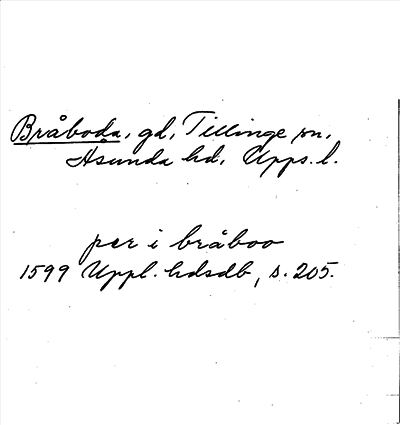 Bråboda, gd, Tillinge sn,
Åsunda hd, Upps. l.
per i bråboo
1599 Uppl. hdsdb, s. 205.